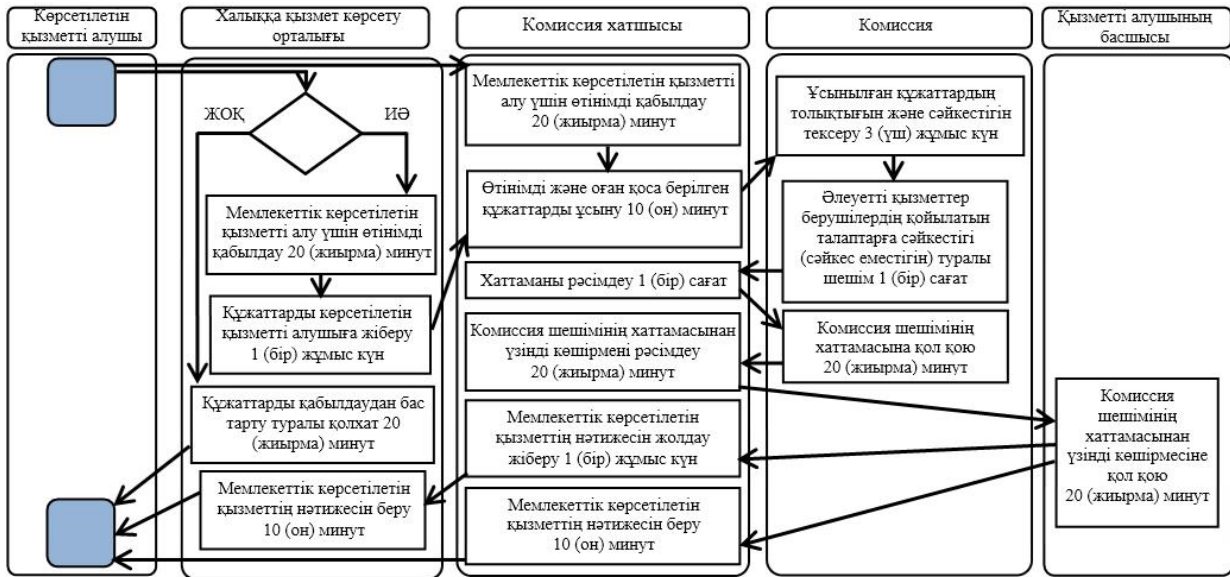 Көрсетілетін
қызметті алушы
Халыққа қызмет көрсету
орталығы
Комиссия хатшысы
Комиссия
Қызметті алушының
басшысы
ЖОҚ
ИӘ
Мемлекеттік көрсетілетін
қызметті алу үшін өтінімді
қабылдау 20 (жиырма) минут
Құжаттарды көрсетілетін
қызметті алушыға жіберу
1 (бір) жұмыс күн
Құжаттарды қабылдаудан бас
тарту туралы қолхат 20
(жиырма) минут
Мемлекеттік көрсетілетін
қызметтің нәтижесін беру
10 (он) минут
Мемлекеттік көрсетілетін қызметті
алу үшін өтінімді қабылдау
20 (жиырма) минут
Өтінімді және оған қоса берілген
құжаттарды ұсыну 10 (он) минут
Хаттаманы рәсімдеу 1 (бір) сағат
Комиссия шешімінің хаттамасынан
үзінді көшірмені рәсімдеу
20 (жиырма) минут
Мемлекеттік көрсетілетін
қызметтің нәтижесін жолдау
жіберу 1 (бір) жұмыс күн
Мемлекеттік көрсетілетін
қызметтің нәтижесін беру
10 (он) минут
Ұсынылған құжаттардың
толықтығын және сәйкестігін
тексеру 3 (үш) жұмыс күн
Әлеуетті қызметтер
берушілердің қойылатын
талаптарға сәйкестігі
(сәйкес еместігін) туралы
шешім 1 (бір) сағат
Комиссия шешімінің
хаттамасына қол қою
20 (жиырма) минут
Комиссия
шешімінің
хаттамасынан
үзінді көшірмесіне
қол қою
20 (жиырма) минут